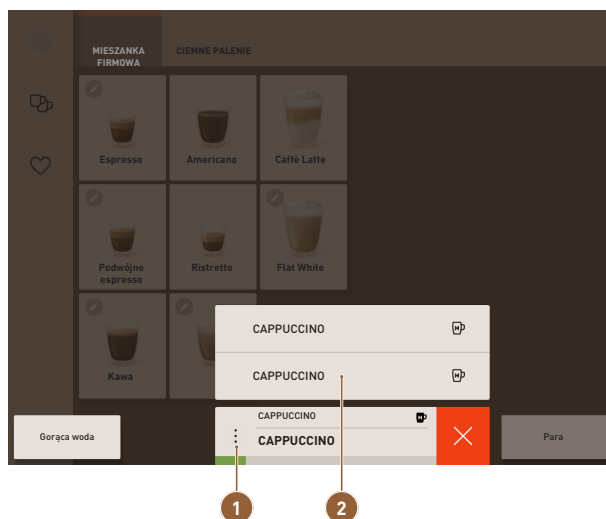 MIESZANKA
FIRMOWA
CIEMNE PALENIE
Espresso
Americano
Caffè Latte
Podwójne
espresso
Ristretto
Flat White
Kawa
CAPPUCCINO M
CAPPUCCINO M
CAPPUCCINO M
CAPPUCCINO
Gorąca woda
Para
1
2